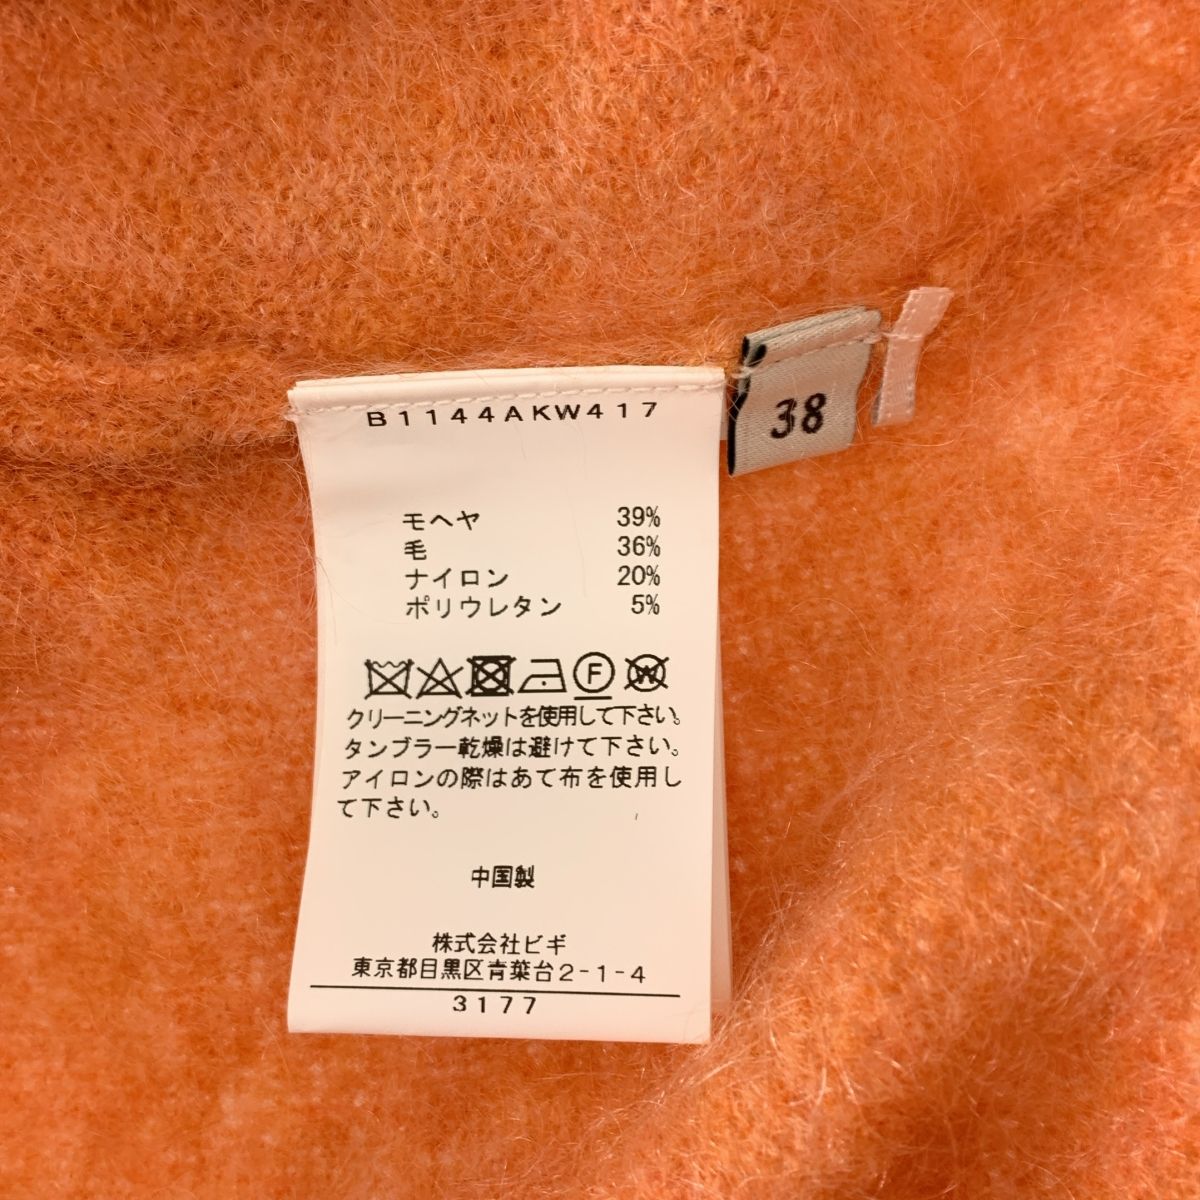 B1144AKW417
38
モヘヤ 39%
毛 36%
ナイロン 20%
ポリウレタン 5%
F W
クリーニングネットを使用して下さい。
タンブラー乾燥は避けて下さい。
アイロンの際はあて布を使用し
て下さい。
中国製
株式会社ビギ
東京都目黒区青葉台2-1-4
3177